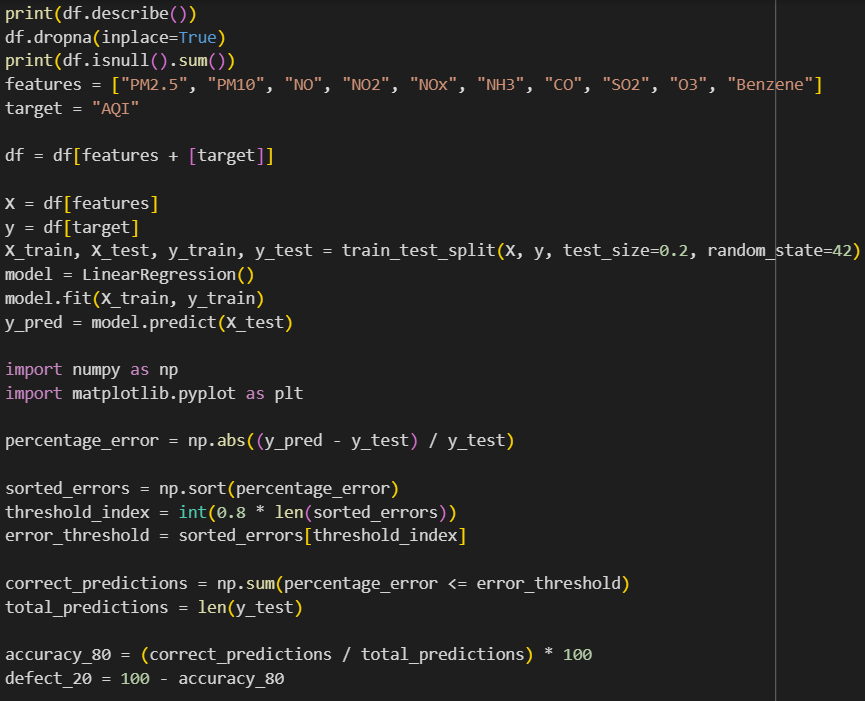 print(df.describe())
df.dropna(inplace=True)
print(df.isnull().sum())
features = ["PM2.5", "PM10", "NO", "NO2", "NOx", "NH3", "CO", "SO2", "O3", "Benzene"]
target = "AQI"
df = df[features + [target]]
X = df[features]
y = df[target]
X_train, X_test, y_train, y_test = train_test_split(X, y, test_size=0.2, random_state=42)
model = LinearRegression()
model.fit(X_train, y_train)
y_pred = model.predict(X_test)
import numpy as np
import matplotlib.pyplot as plt
percentage_error = np.abs((y_pred - y_test) / y_test)
sorted_errors = np.sort(percentage_error)
threshold_index = int(0.8 * len(sorted_errors))
error_threshold = sorted_errors[threshold_index]
correct_predictions = np.sum(percentage_error <= error_threshold)
total_predictions = len(y_test)
accuracy_80 = (correct_predictions / total_predictions) * 100
defect_20 = 100 - accuracy_80